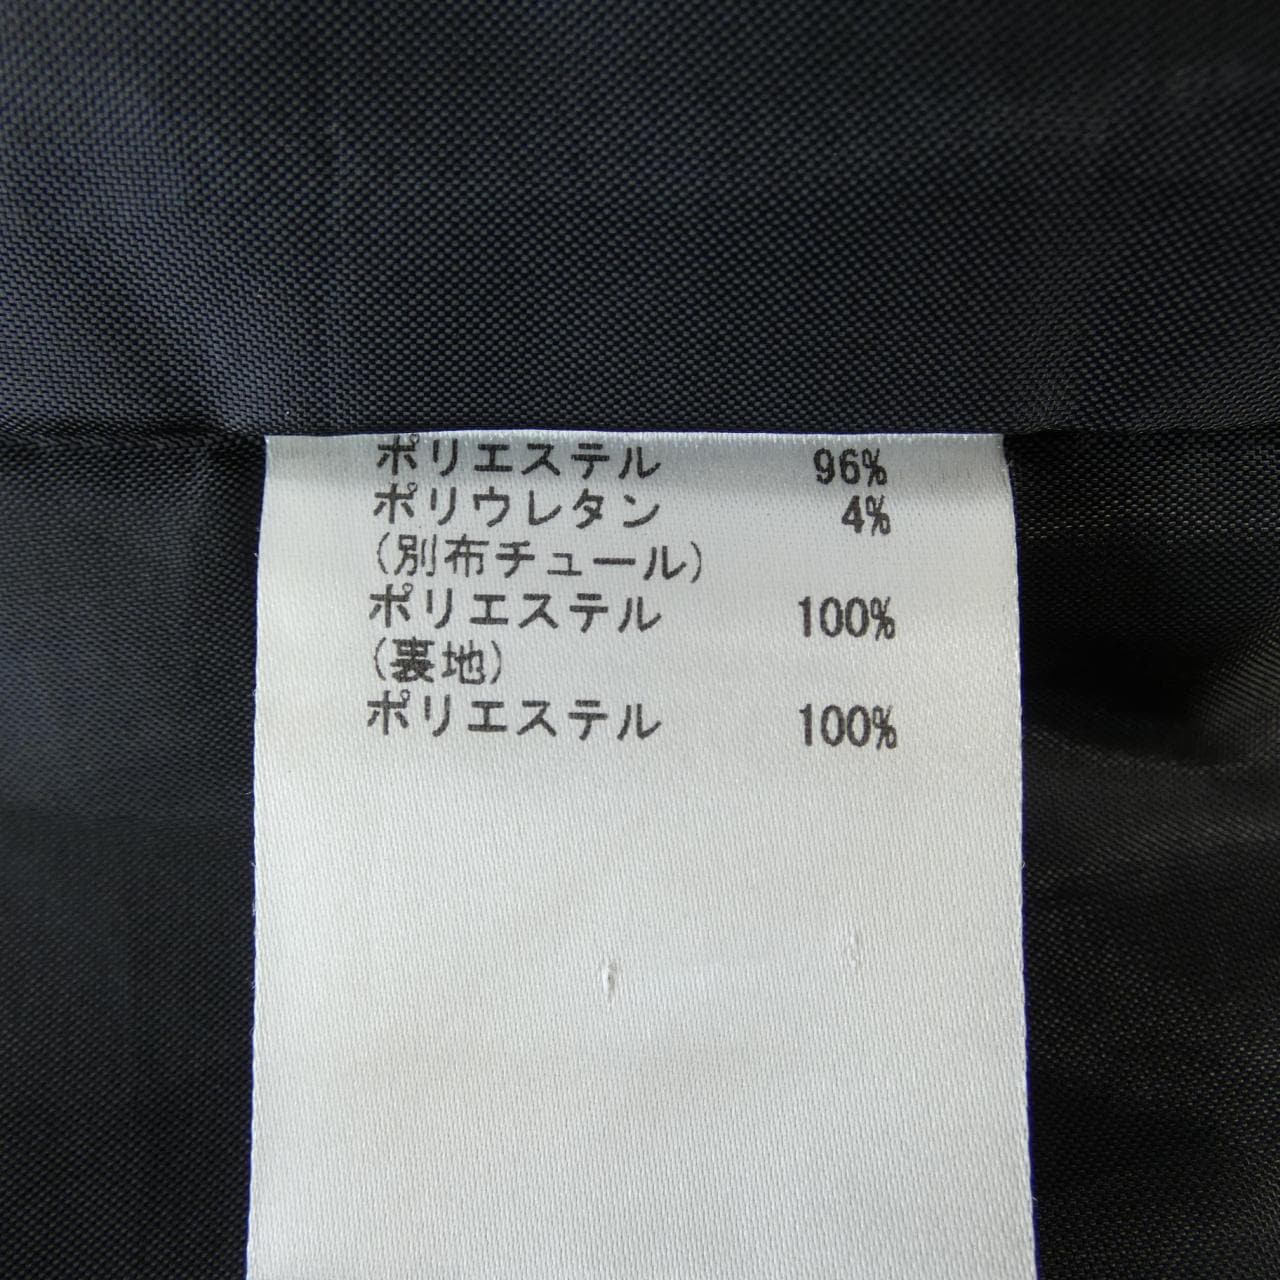 ポリエステル 96%
ポリウレタン 4%
(別布チュール)
ポリエステル 100%
(裏地)
ポリエステル 100%